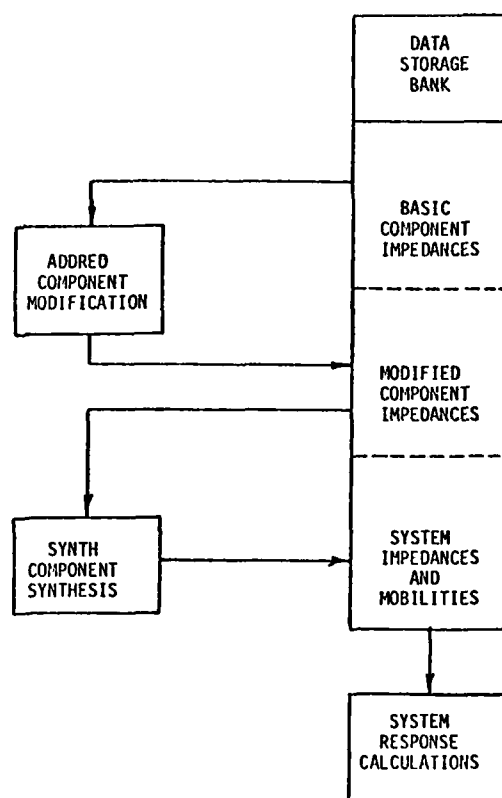 DATA
STORAGE
BANK
BASIC
COMPONENT
IMPEDANCES
ADDRED
COMPONENT
MODIFICATION
MODIFIED
COMPONENT
IMPEDANCES
SYNTH
COMPONENT
SYNTHESIS
SYSTEM
IMPEDANCES
AND
MOBILITIES
SYSTEM
RESPONSE
CALCULATIONS